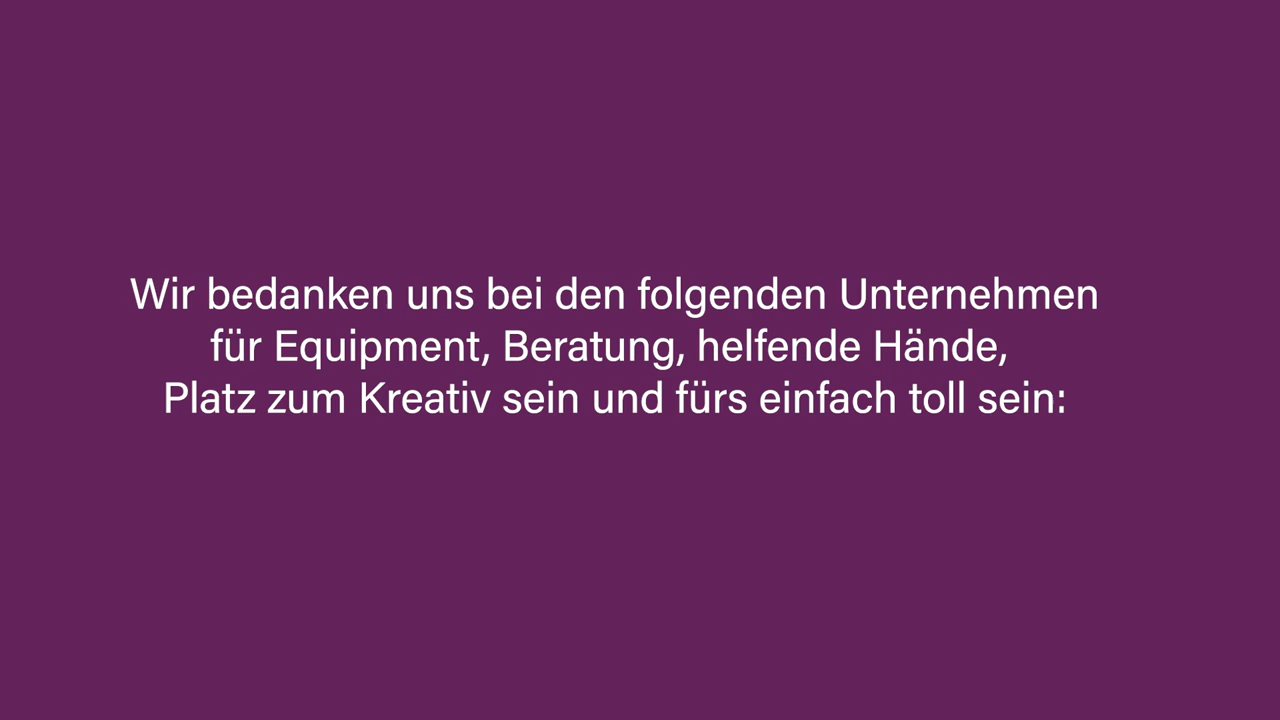 Wir bedanken uns bei den folgenden Unternehmen
für Equipment, Beratung, helfende Hände,
Platz zum Kreativ sein und fürs einfach toll sein: